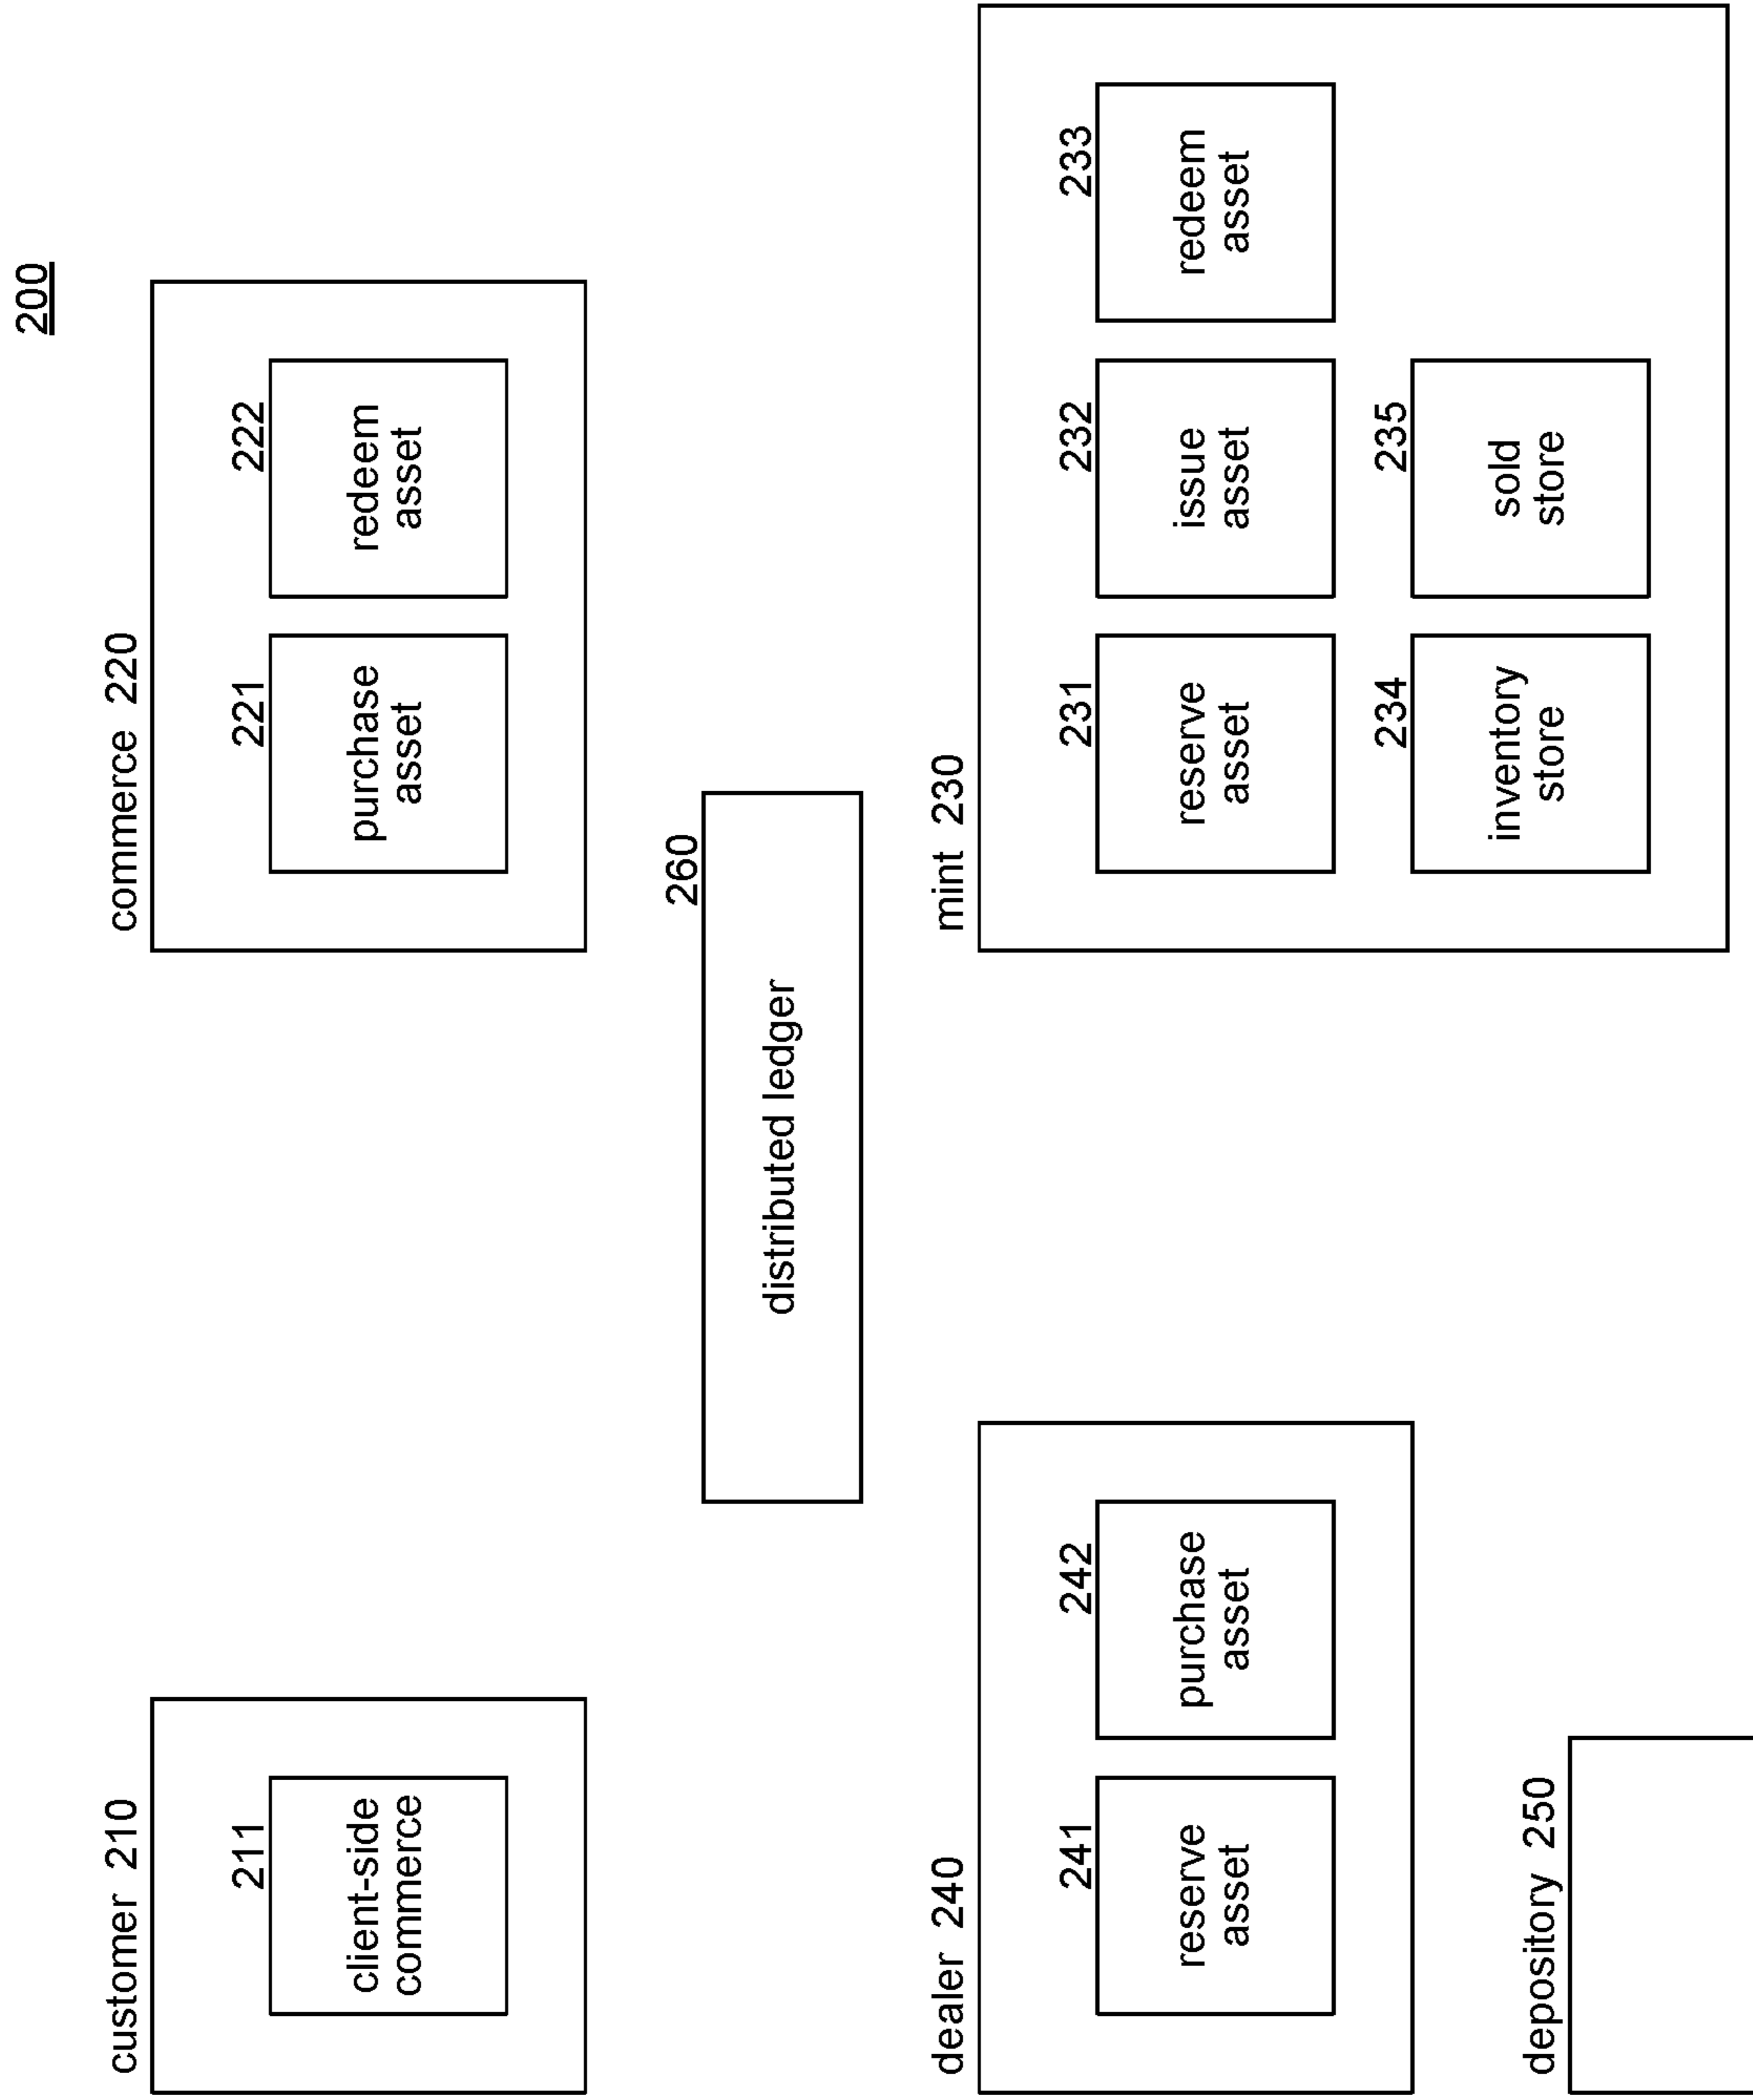 200
customer 210
211
client-side
commerce
commerce 220
221
purchase
asset
222
redeem
asset
260
distributed ledger
dealer 240
241
reserve
asset
242
purchase
asset
mint 230
231
reserve
asset
232
issue
asset
233
redeem
asset
234
inventory
store
235
sold
store
depository 250